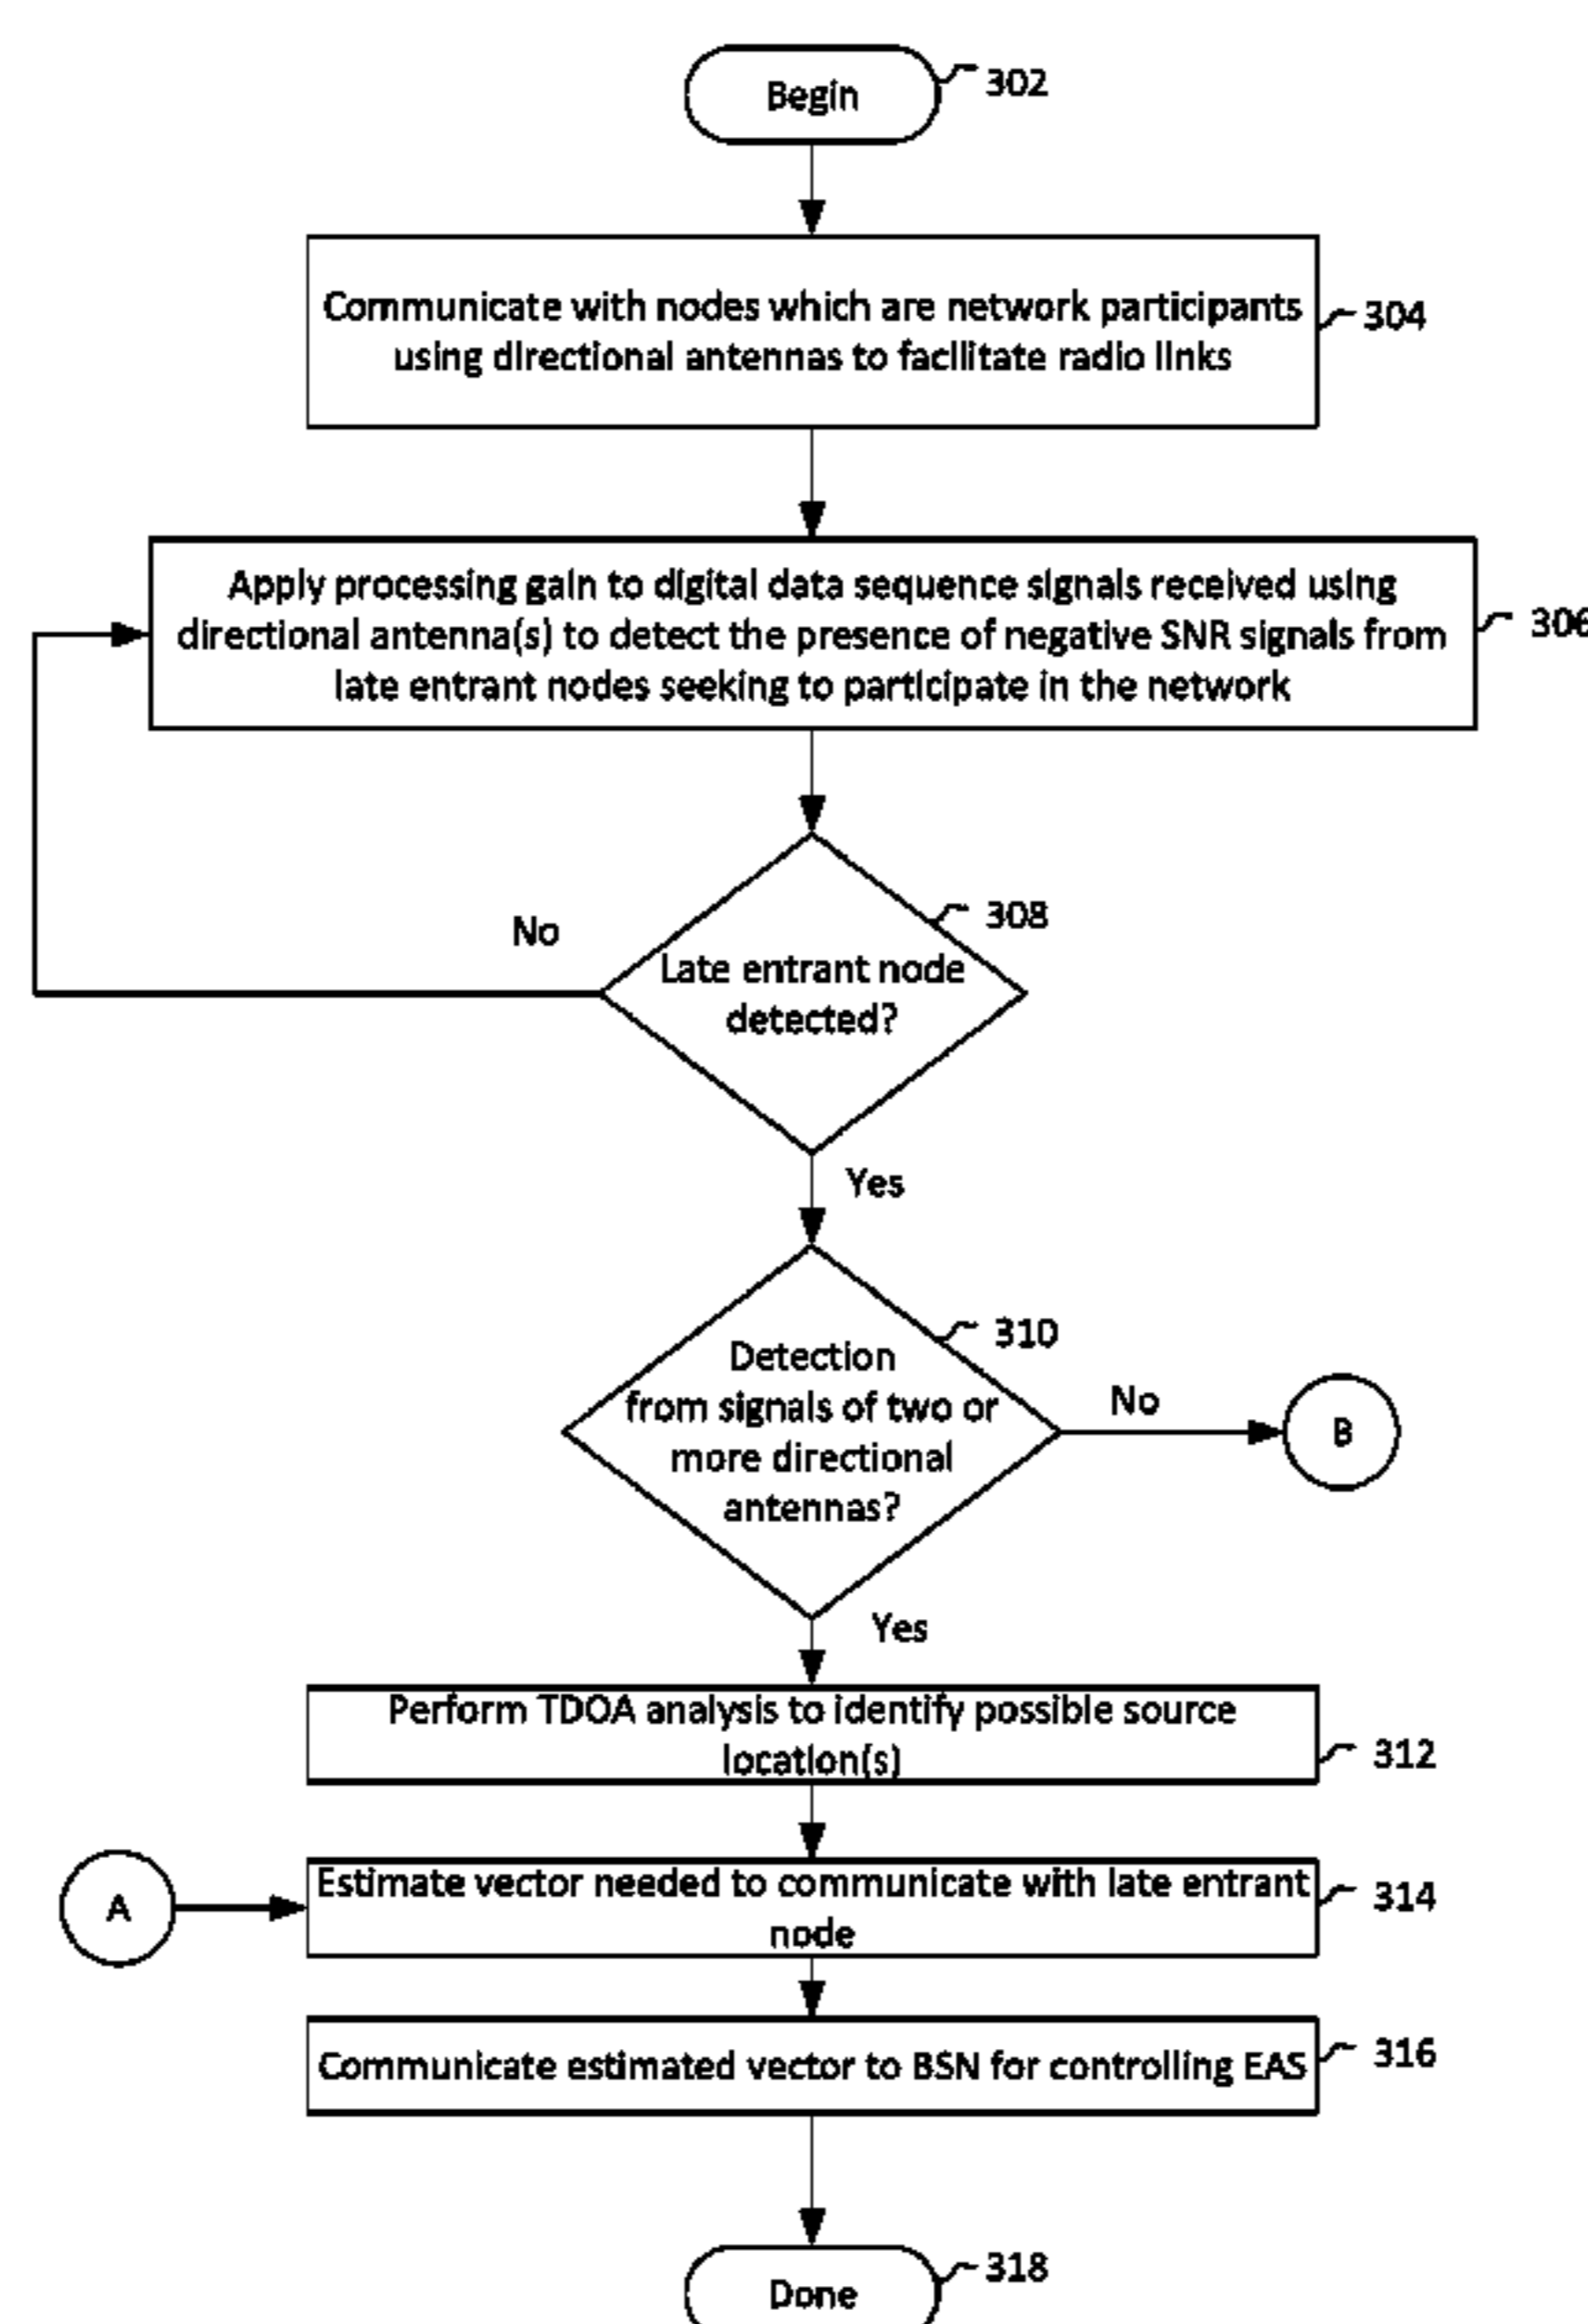 Begin
302
Communicate with nodes which are network participants
using directional antennas to facilitate radio links
304
Apply processing gain to digital data sequence signals received using
directional antenna(s) to detect the presence of negative SNR signals from
late entrant nodes seeking to participate in the network
306
308
No
Late entrant node
detected?
Yes
310
Detection
from signals of two or
more directional
antennas?
No
B
Yes
Perform TDOA analysis to identify possible source
location(s)
312
A
Estimate vector needed to communicate with late entrant
node
314
Communicate estimated vector to BSN for controlling EAS
316
Done
318